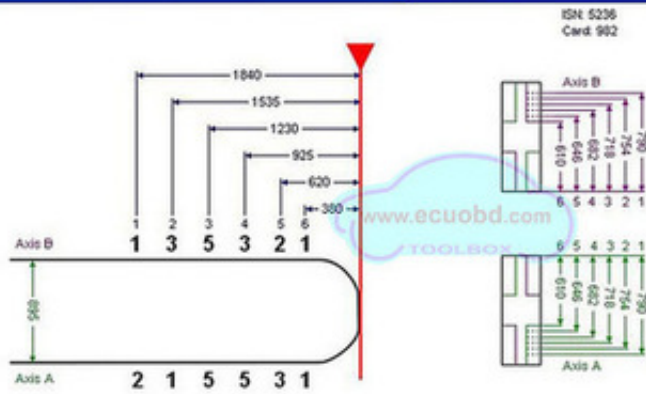 ISN: 5236
Card: 982
1840
1535
1230
925
620
380
1 2 3 4 5 6
1 3 5 3 2 1
Axis B
895
Axis A
2 1 5 5 3 1
Axis B
610 646 682 718 754 790
6 5 4 3 2 1
www.ecuobd.com
TOOLBOX
6 5 4 3 2 1
610 646 682 718 754 790
Axis A